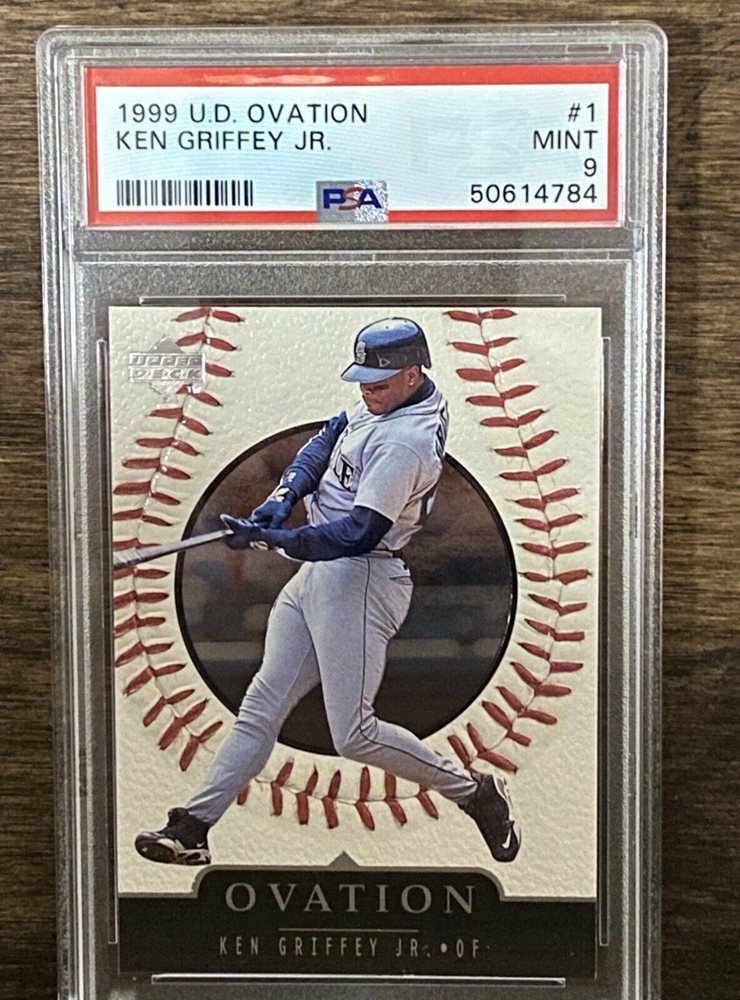 1999 U.D. OVATION #1
KEN GRIFFEY JR. MINT
9
PSA 50614784
UPPER
DECK
S
OVATION
KEN GRIFFEY JR. • OF